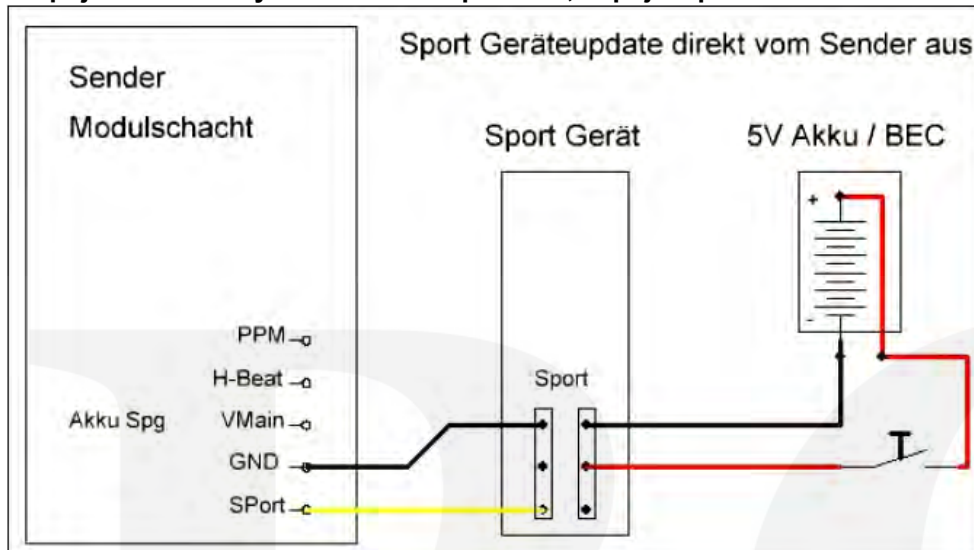 Sport Geräteupdate direkt vom Sender aus
Sender
Modulschacht
Sport Gerät
5V Akku / BEC
+
-
PPM
H-Beat
Akku Spg VMain
GND
SPort
Sport